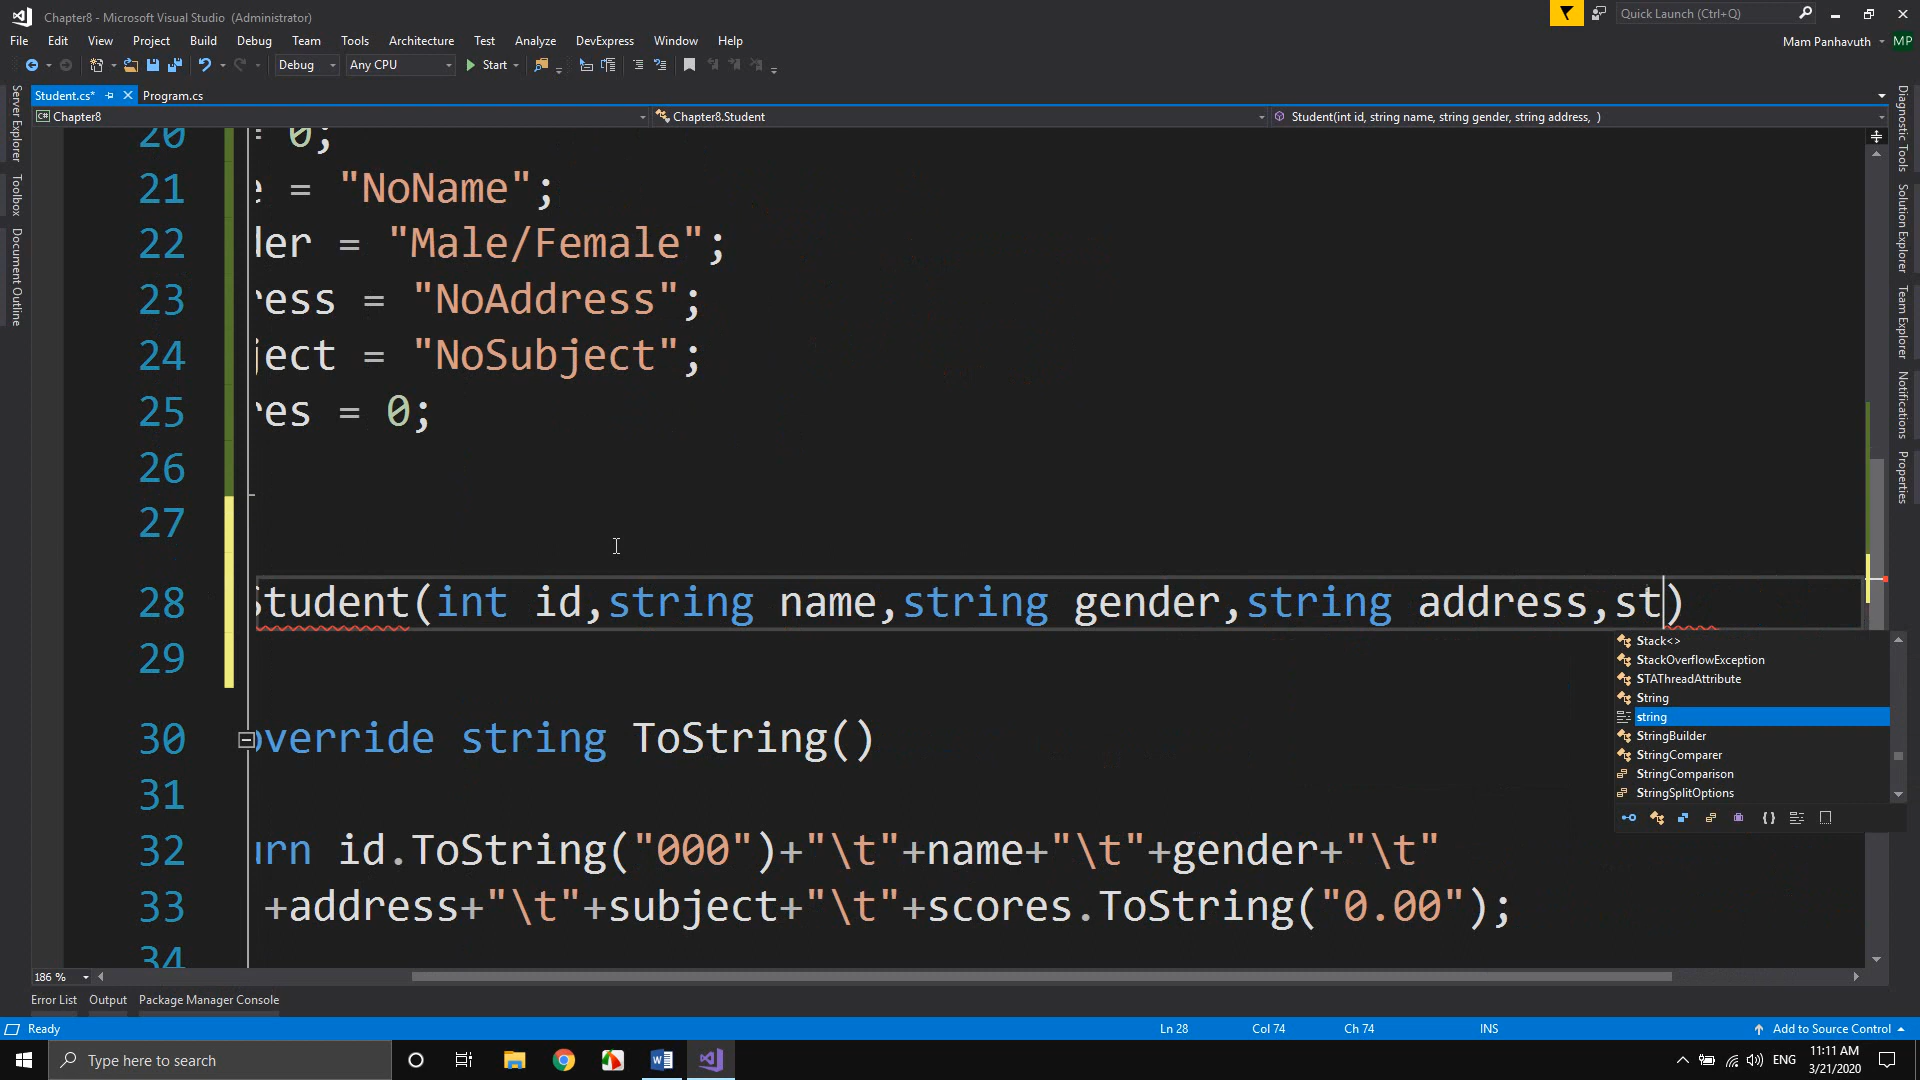 Chapter8 - Microsoft Visual Studio (Administrator)
Quick Launch (Ctrl+Q)
File Edit View Project Build Debug Team Tools Architecture Test Analyze DevExpress Window Help
Mam Panhavuth MP
Debug Any CPU Start
Student.cs* Program.cs
Chapter8 Chapter8.Student Student(int id, string name, string gender, string address, )
Server Explorer
Toolbox
Document Outline
Diagnostic Tools
Solution Explorer
Team Explorer
Notifications
Properties
20 = 0;
21 e = "NoName";
22 der = "Male/Female";
23 ress = "NoAddress";
24 ject = "NoSubject";
25 res = 0;
26
27
28 Student(int id,string name,string gender,string address,st)
29
Stack<>
StackOverflowException
STAThreadAttribute
String
string
StringBuilder
StringComparer
StringComparison
StringSplitOptions
30 override string ToString()
31
32 urn id.ToString("000")+"\t"+name+"\t"+gender+"\t"
33 +address+"\t"+subject+"\t"+scores.ToString("0.00");
34
186 %
Error List Output Package Manager Console
Ready Ln 28 Col 74 Ch 74 INS Add to Source Control
Type here to search
ENG
11:11 AM
3/21/2020